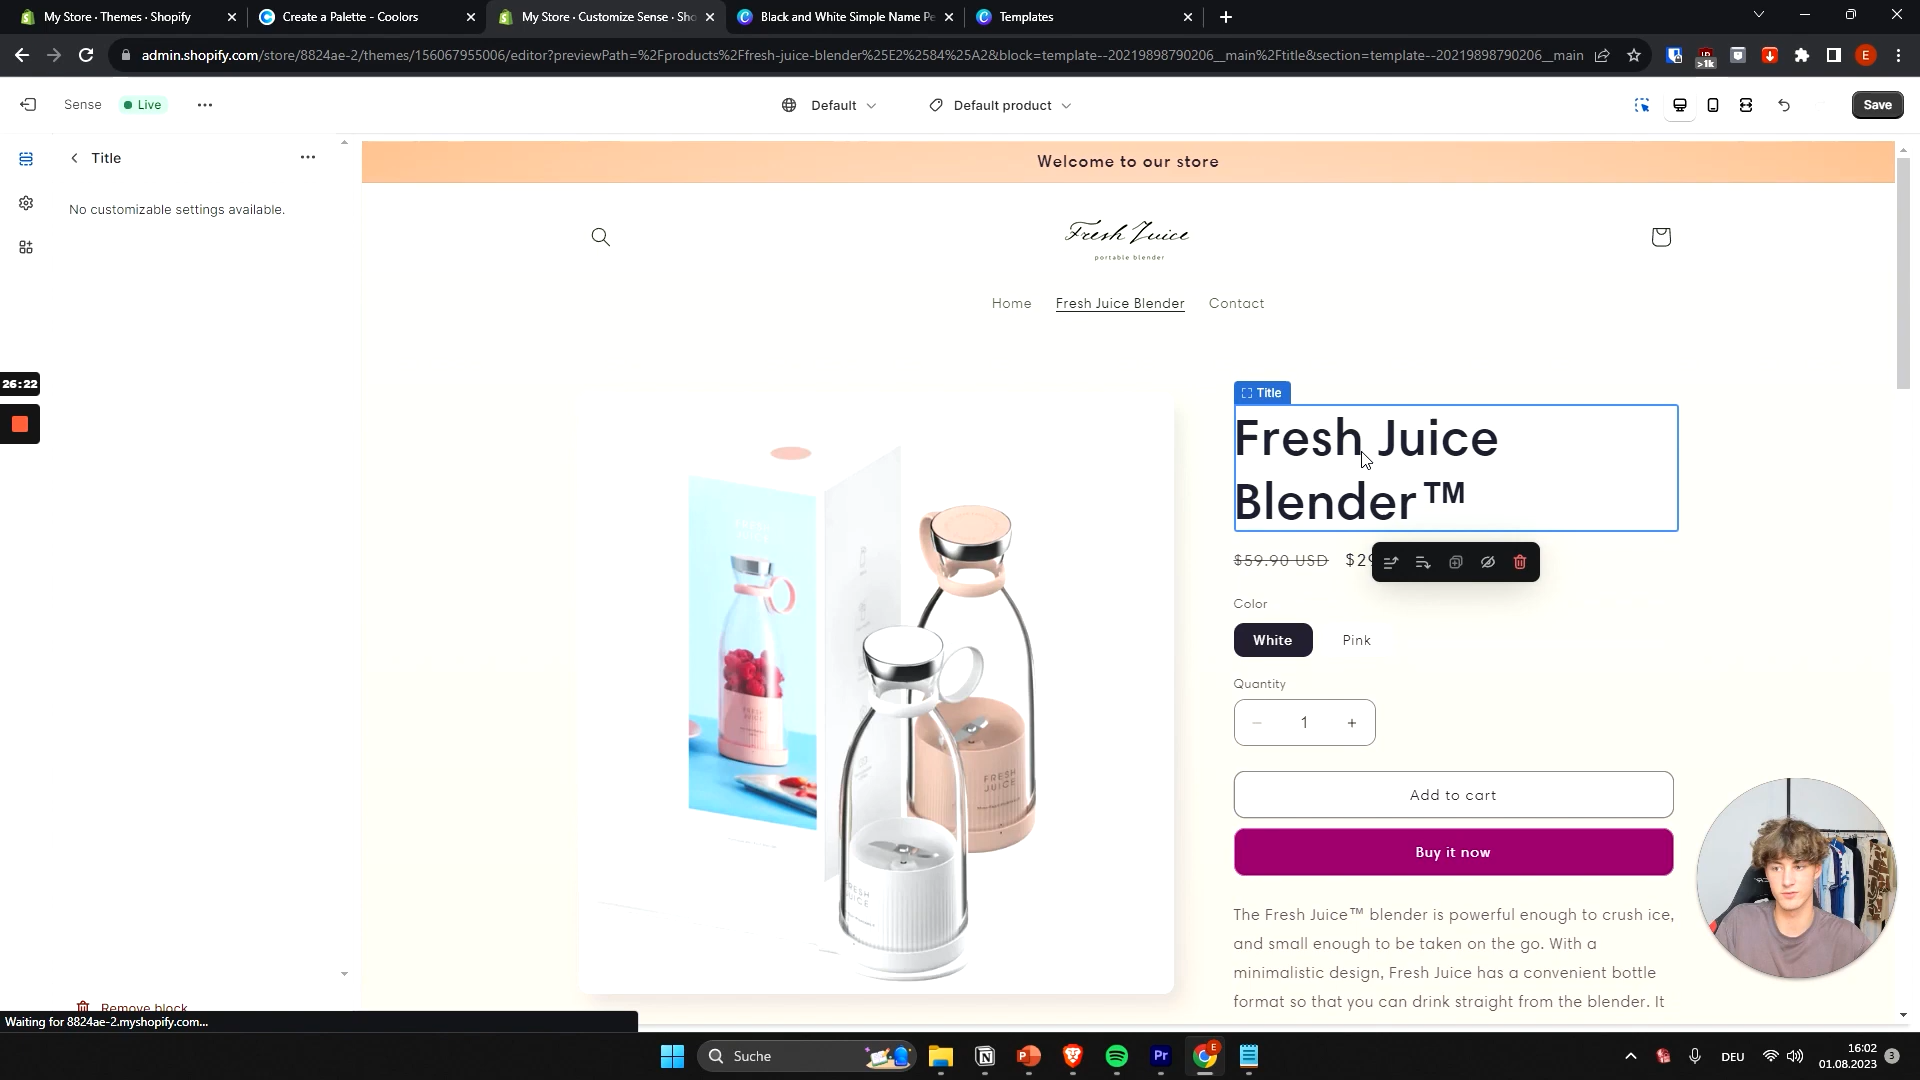 My Store · Themes · Shopify
Create a Palette - Coolors
My Store · Customize Sense · Sho
Black and White Simple Name Pe
Templates
admin.shopify.com/store/8824ae-2/themes/156067955006/editor?previewPath=%2Fproducts%2Ffresh-juice-blender%25E2%2584%25A2&block=template--20219898790206__main%2Ftitle&section=template--20219898790206__main
>1k
E
Sense
Live
Default
Default product
Save
Title
No customizable settings available.
26:22
Remove block
Waiting for 8824ae-2.myshopify.com...
Welcome to our store
Fresh Juice
portable blender
Home
Fresh Juice Blender
Contact
Title
Fresh Juice
Blender™
$59.90 USD
$29
Color
White
Pink
Quantity
1
Add to cart
Buy it now
The Fresh Juice™ blender is powerful enough to crush ice,
and small enough to be taken on the go. With a
minimalistic design, Fresh Juice has a convenient bottle
format so that you can drink straight from the blender. It
FRESH
JUICE
Suche
Pr
E
DEU
16:02
01.08.2023
3